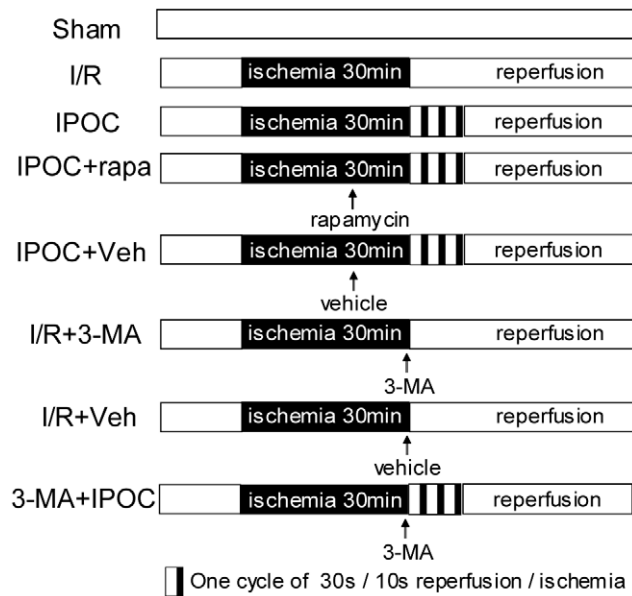 Sham
I/R ischemia 30min reperfusion
IPOC ischemia 30min reperfusion
IPOC+rapa ischemia 30min reperfusion
rapamycin
IPOC+Veh ischemia 30min reperfusion
vehicle
I/R+3-MA ischemia 30min reperfusion
3-MA
I/R+Veh ischemia 30min reperfusion
vehicle
3-MA+IPOC ischemia 30min reperfusion
3-MA
One cycle of 30s / 10s reperfusion / ischemia